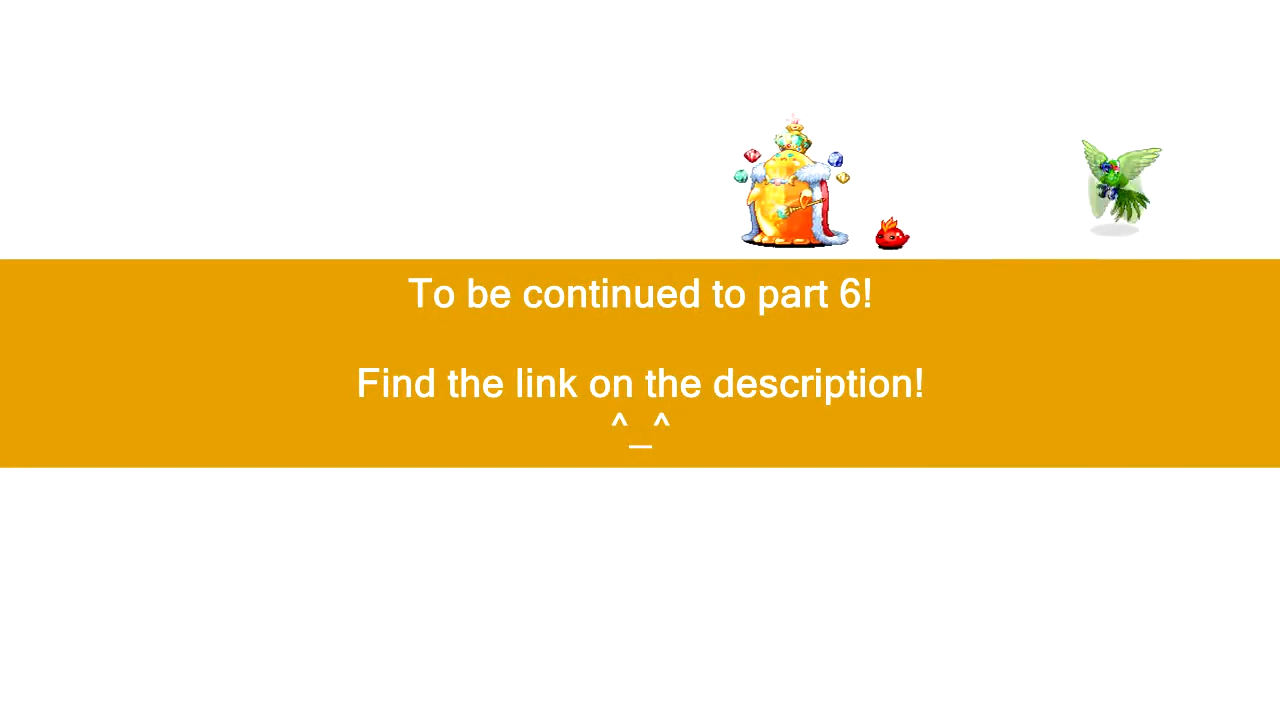 To be continued to part 6!
Find the link on the description!
^_^